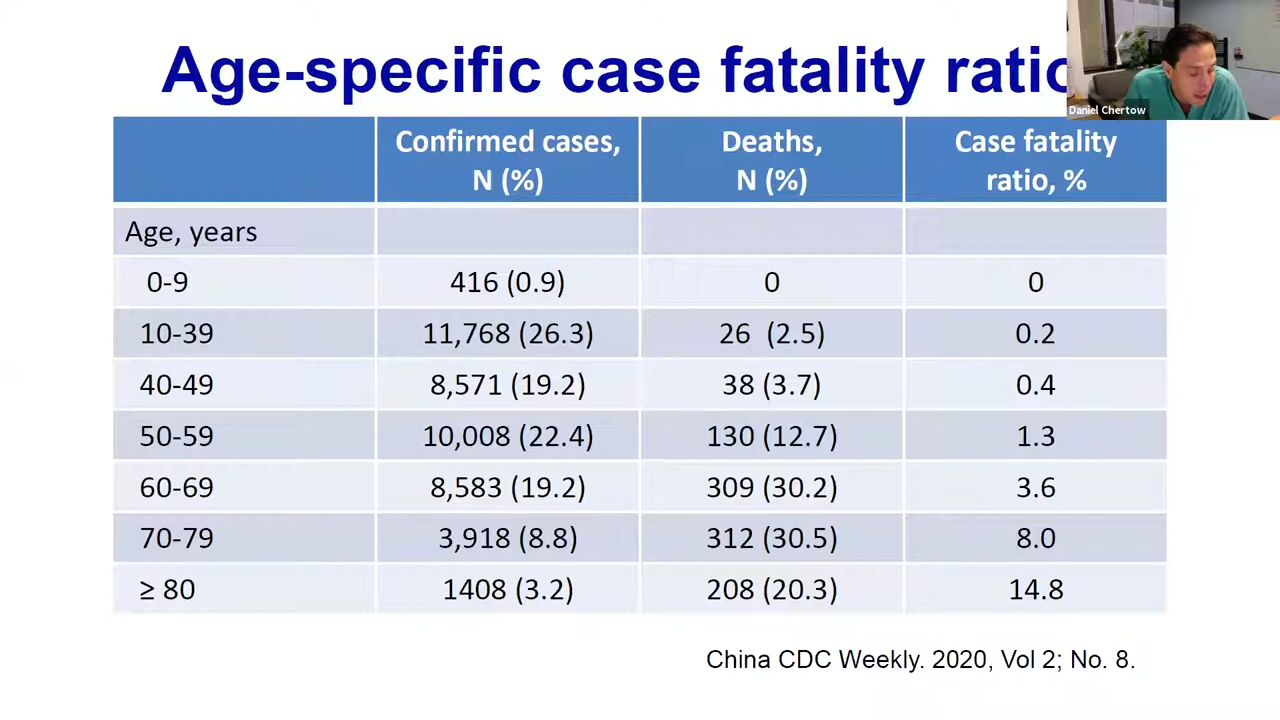 Age-specific case fatality ratio
Daniel Chertow
Confirmed cases, N (%) Deaths, N (%) Case fatality ratio, %
Age, years
0-9 416 (0.9) 0 0
10-39 11,768 (26.3) 26 (2.5) 0.2
40-49 8,571 (19.2) 38 (3.7) 0.4
50-59 10,008 (22.4) 130 (12.7) 1.3
60-69 8,583 (19.2) 309 (30.2) 3.6
70-79 3,918 (8.8) 312 (30.5) 8.0
≥ 80 1408 (3.2) 208 (20.3) 14.8
China CDC Weekly. 2020, Vol 2; No. 8.